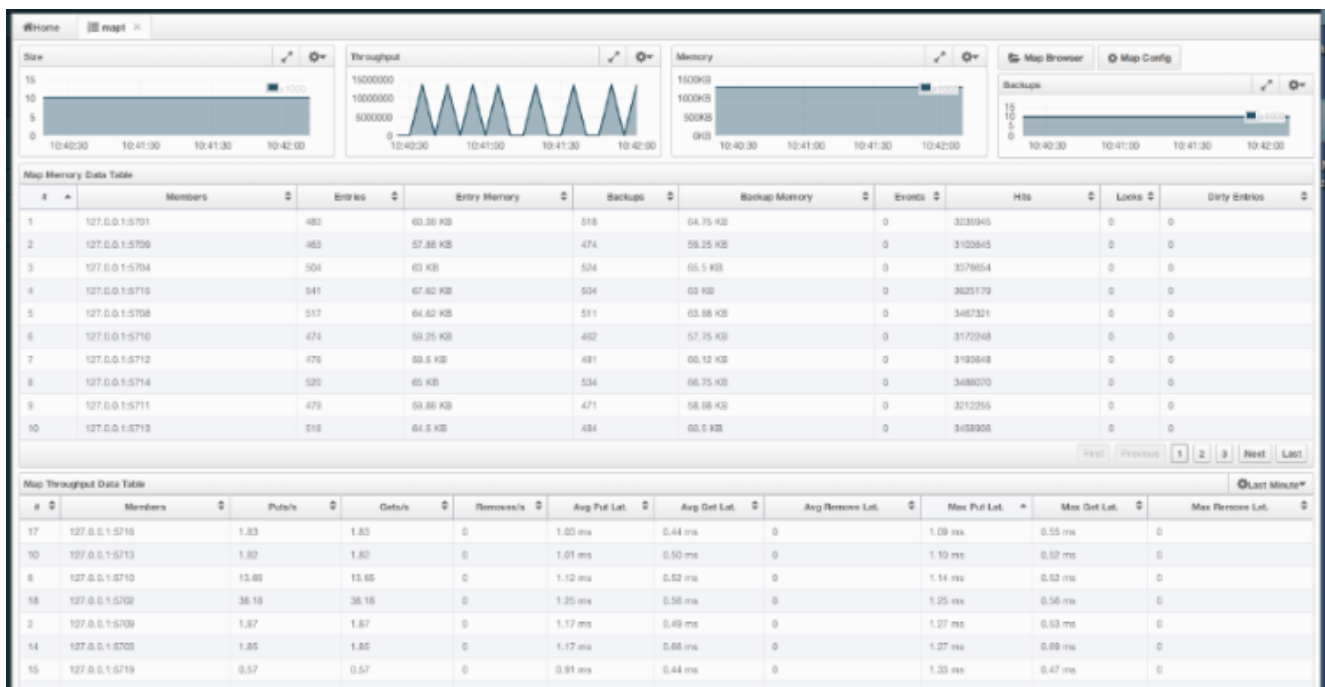 Home map1
Size
15
10
5
0
x 1000
10:40:30 10:41:00 10:41:30 10:42:00
Throughput
15000000
10000000
5000000
0
10:40:30 10:41:00 10:41:30 10:42:00
Memory
1500KB
1000KB
500KB
0KB
x 1000
10:40:30 10:41:00 10:41:30 10:42:00
Map Browser Map Config
Backups
15
10
5
0
x 1000
10:40:30 10:41:00 10:41:30 10:42:00
Map Memory Data Table
# Members Entries Entry Memory Backups Backup Memory Events Hits Locks Dirty Entries
1 127.0.0.1:5701 483 60.38 KB 518 64.75 KB 0 0 0
2 127.0.0.1:5709 463 57.88 KB 474 59.25 KB 0 3103645 0 0
3 127.0.0.1:5704 504 63 KB 524 65.5 KB 0 3378654 0 0
4 541 67.62 KB 504 63 KB 0 3625179 0 0
5 127.0.0.1:5708 517 64.62 KB 511 63.88 KB 0 3467321 0 0
6 127.0.0.1:5710 474 59.25 KB 462 57.75 KB 0 3172248 0 0
7 127.0.0.1:5712 476 59.5 KB 481 60.12 KB 0 3193648 0 0
8 127.0.0.1:5714 520 65 KB 534 66.75 KB 0 3488070 0 0
9 127.0.0.1:5711 479 59.88 KB 471 58.88 KB 0 3212255 0 0
10 127.0.0.1:5713 516 64.5 KB 484 60.5 KB 0 0 0
First Previous 1 2 3 Next Last
Map Throughput Data Table Last Minute
# Members Puts/s Gets/s Removes/s Avg Put Lat. Avg Get Lat. Avg Remove Lat. Max Put Lat. Max Get Lat. Max Remove Lat.
17 127.0.0.1:5716 1.83 1.83 0 1.03 ms 0.44 ms 0 1.09 ms 0.55 ms 0
10 127.0.0.1:5713 1.82 1.82 0 1.01 ms 0.50 ms 0 1.10 ms 0.52 ms 0
6 127.0.0.1:5710 13.65 13.65 0 1.12 ms 0.52 ms 0 1.14 ms 0.52 ms 0
18 127.0.0.1:5702 38.18 38.18 0 1.25 ms 0.56 ms 0 1.25 ms 0.56 ms 0
2 127.0.0.1:5709 1.87 1.87 0 1.17 ms 0.49 ms 0 1.27 ms 0.53 ms 0
14 127.0.0.1:5703 1.85 1.85 0 1.17 ms 0.66 ms 0 1.27 ms 0
15 127.0.0.1:5719 0.57 0.57 0 0.91 ms 0.44 ms 0 1.33 ms 0.47 ms 0